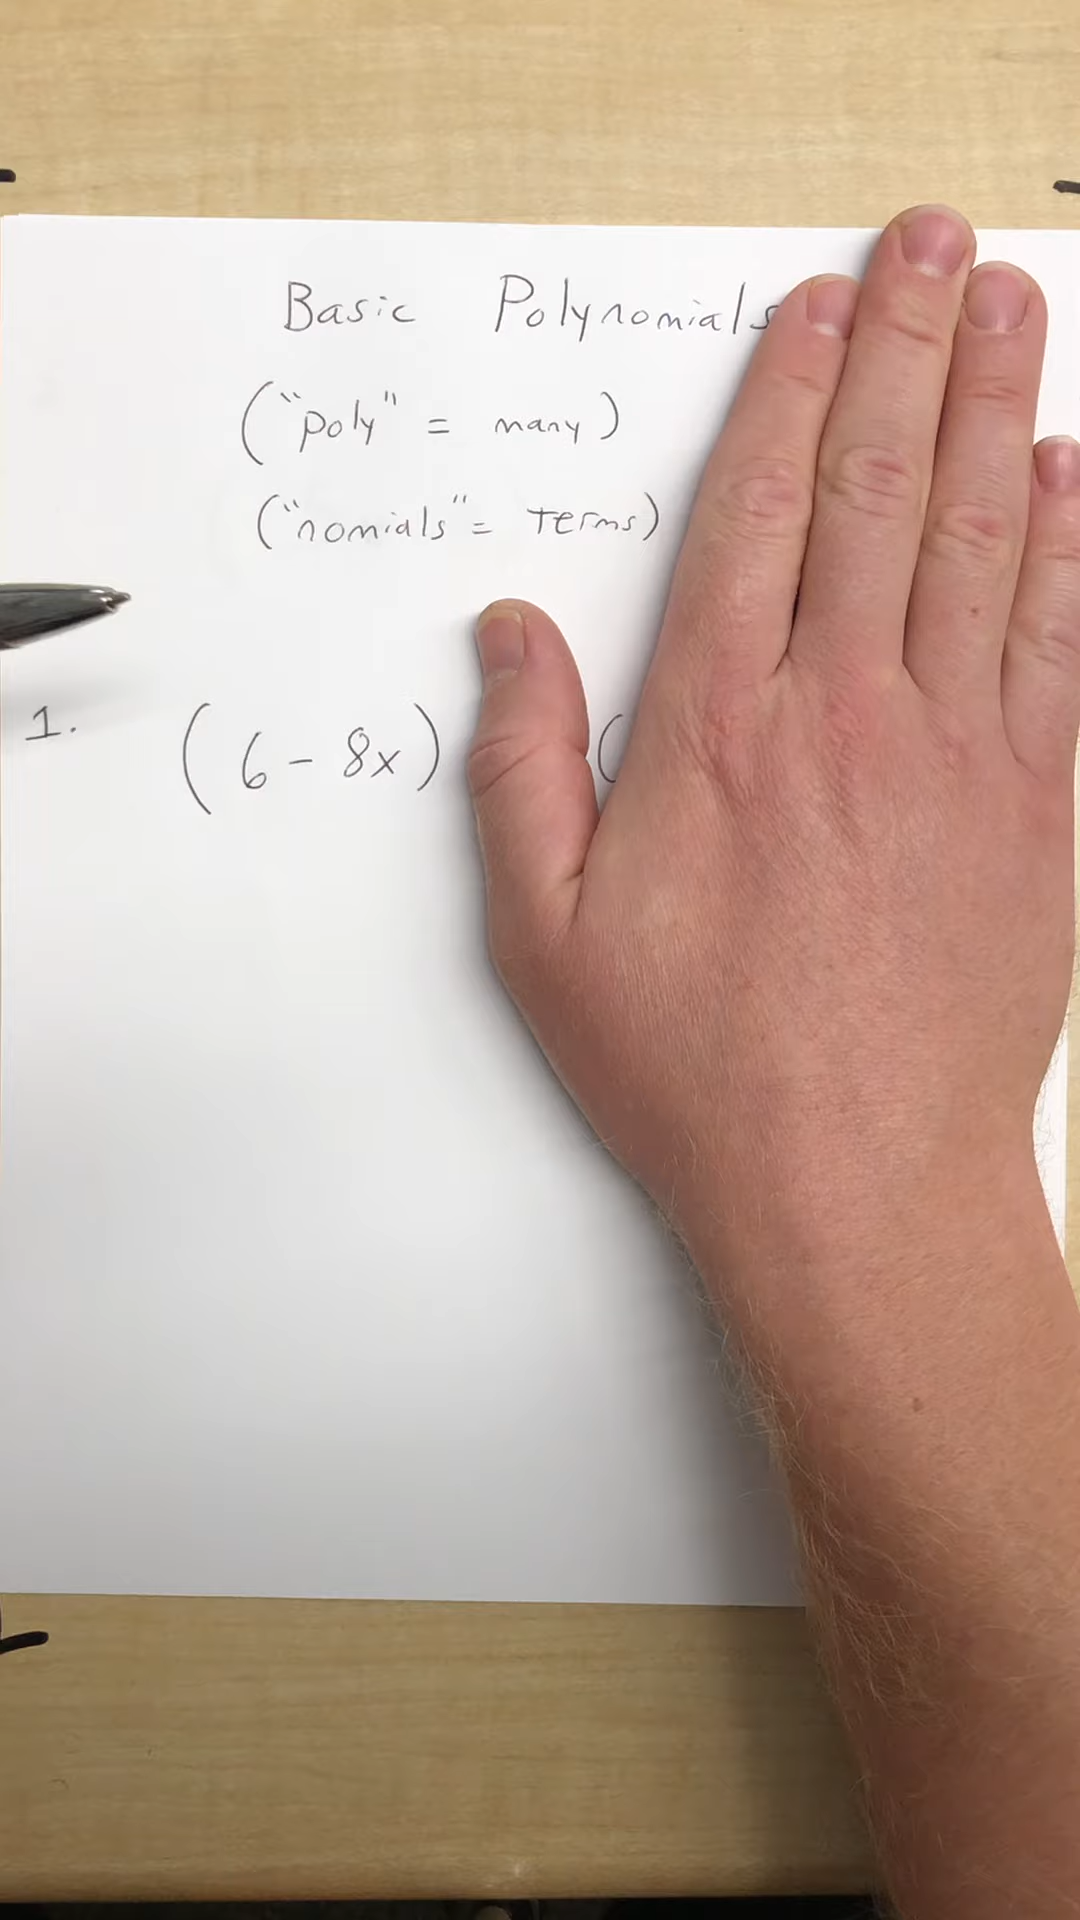 Basic Polynomials
("poly" = many)
("nomials" = terms)
1. (6 - 8x) (